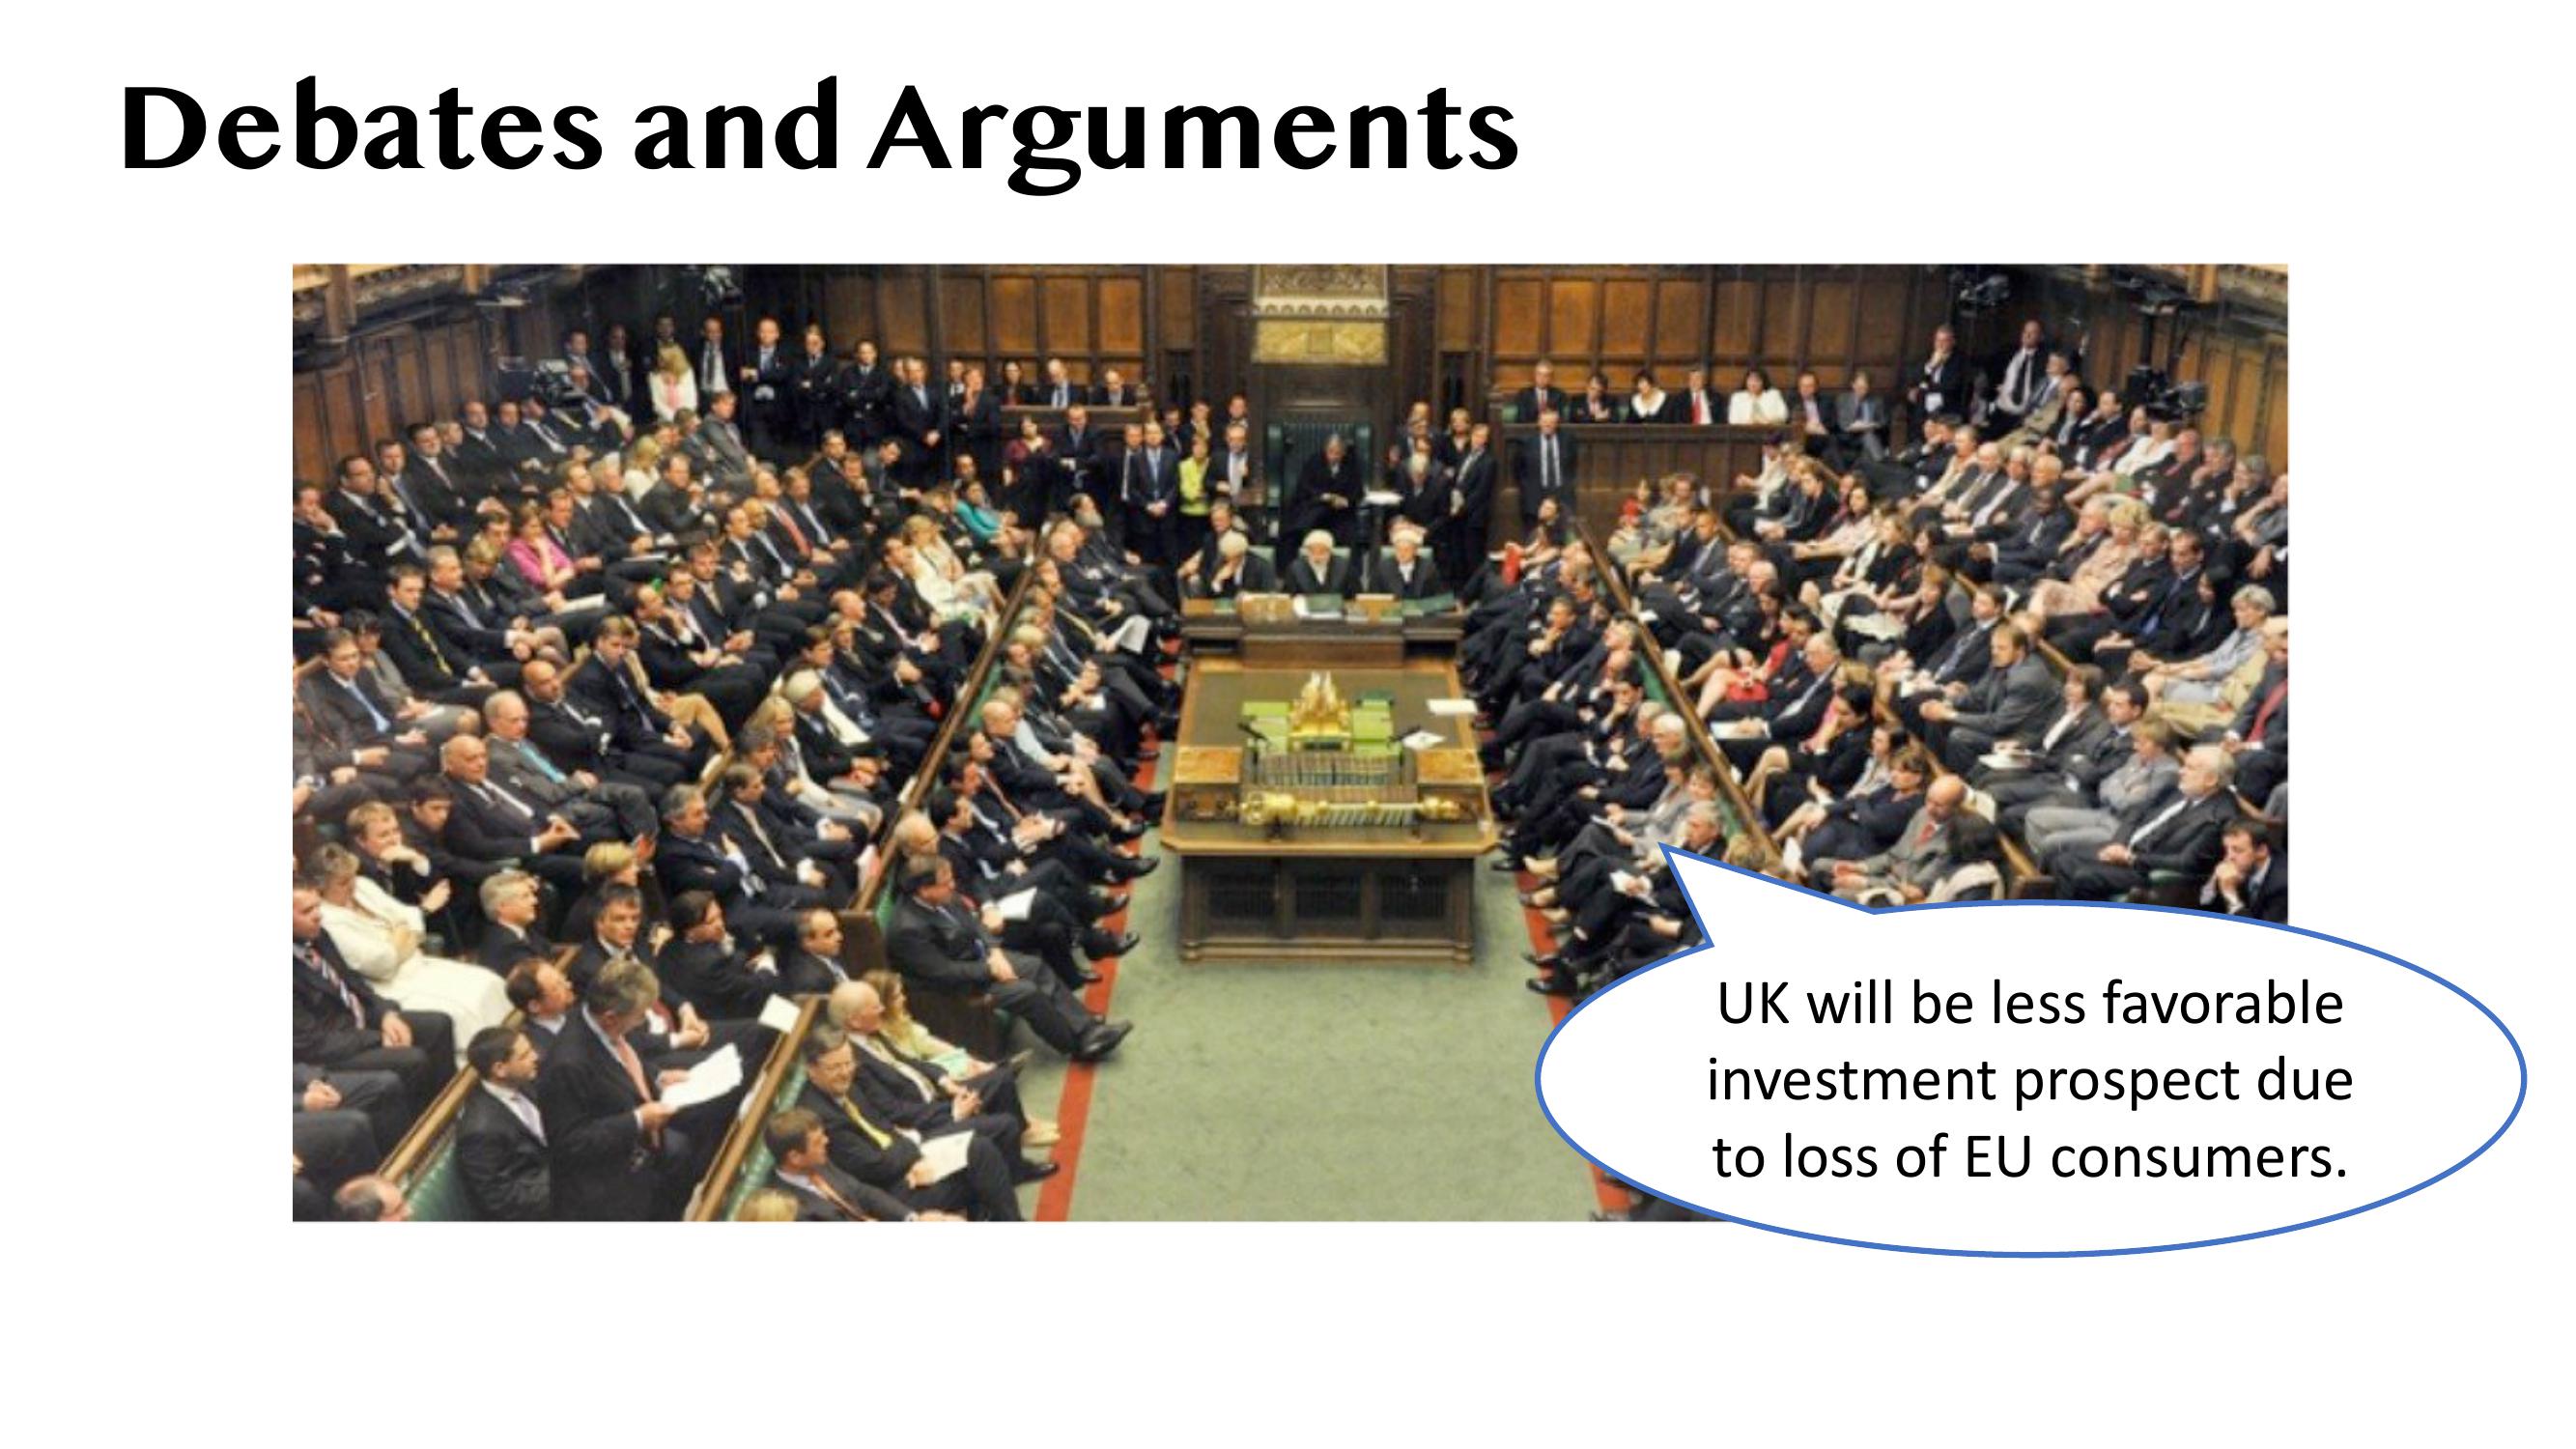 Debates and Arguments
UK will be less favorable
investment prospect due
to loss of EU consumers.